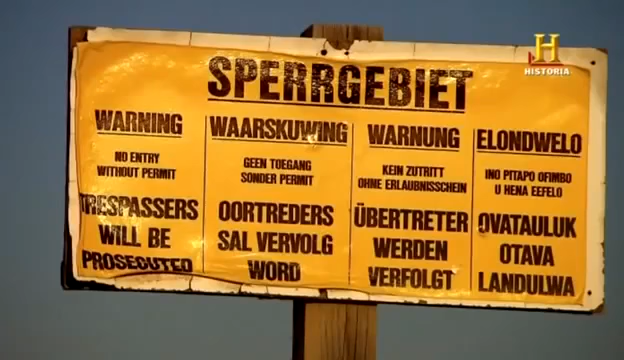 H
HISTORIA
SPERRGEBIET
WARNING
NO ENTRY
WITHOUT PERMIT
TRESPASSERS
WILL BE
PROSECUTED
WAARSKUWING
GEEN TOEGANG
SONDER PERMIT
OORTREDERS
SAL VERVOLG
WORD
WARNUNG
KEIN ZUTRITT
OHNE ERLAUBNISSCHEIN
ÜBERTRETER
WERDEN
VERFOLGT
ELONDWELO
INO PITAPO OFIMBO
U HENA EEFELO
OVATAULUK
OTAVA
LANDULWA